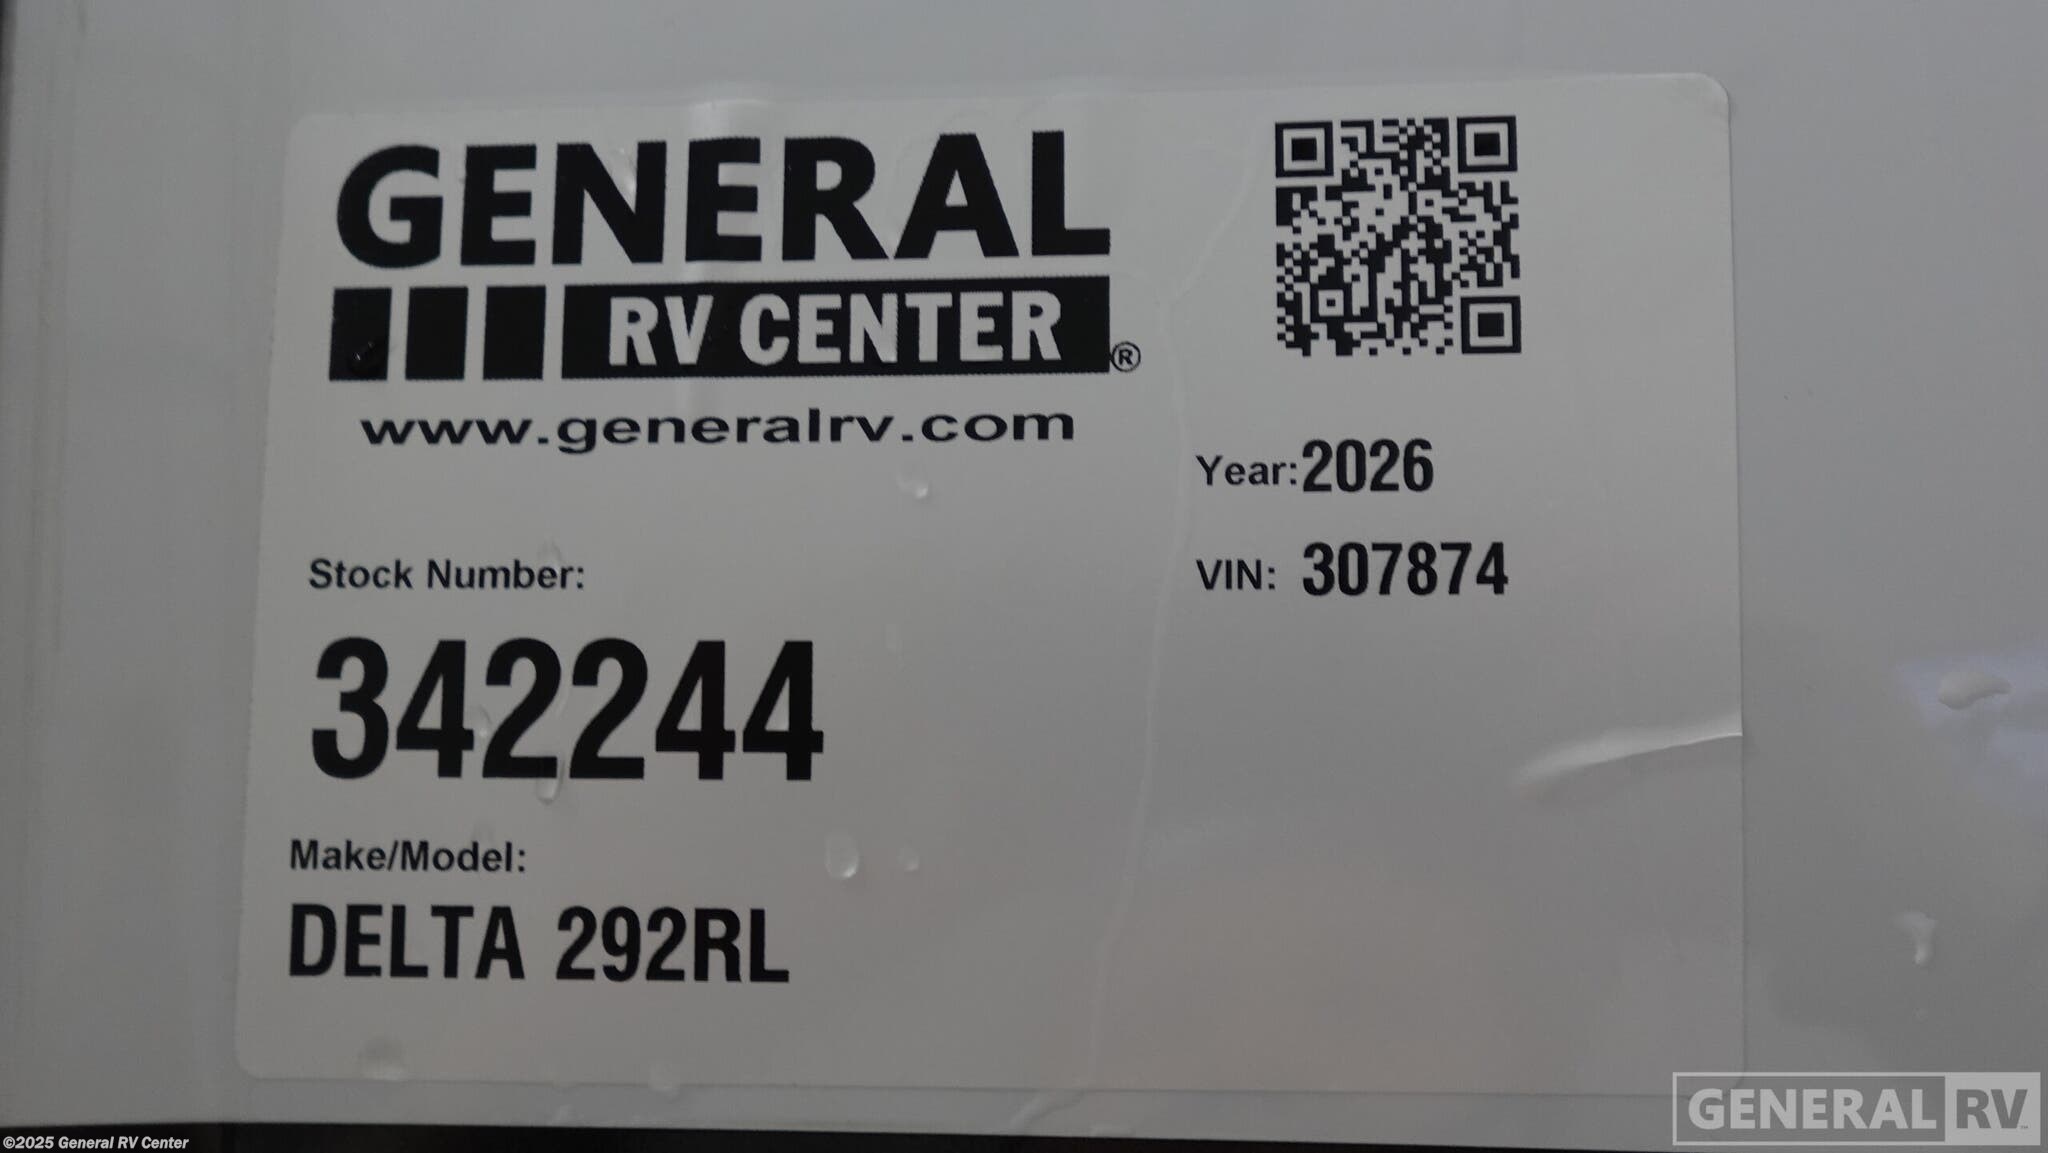 GENERAL
RV CENTER®
www.generalrv.com
Year: 2026
VIN: 307874
Stock Number:
342244
Make/Model:
DELTA 292RL
©2025 General RV Center
GENERAL RV™